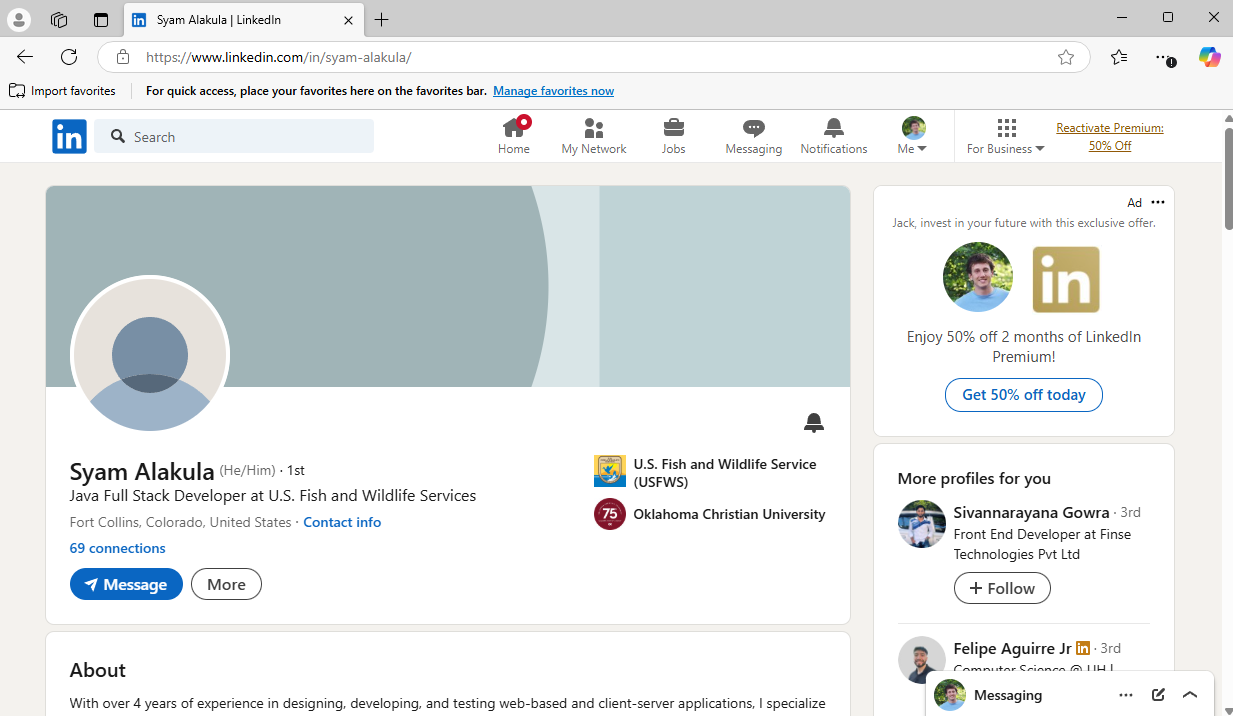 Syam Alakula | LinkedIn
https://www.linkedin.com/in/syam-alakula/
Import favorites
For quick access, place your favorites here on the favorites bar. Manage favorites now
in
Search
Home
My Network
Jobs
Messaging
Notifications
Me
For Business
Reactivate Premium:
50% Off
Syam Alakula (He/Him) · 1st
Java Full Stack Developer at U.S. Fish and Wildlife Services
Fort Collins, Colorado, United States · Contact info
69 connections
Message
More
U.S. Fish and Wildlife Service
(USFWS)
75
Oklahoma Christian University
About
With over 4 years of experience in designing, developing, and testing web-based and client-server applications, I specialize
Ad
Jack, invest in your future with this exclusive offer.
in
Enjoy 50% off 2 months of LinkedIn
Premium!
Get 50% off today
More profiles for you
Sivannarayana Gowra · 3rd
Front End Developer at Finse
Technologies Pvt Ltd
+ Follow
Felipe Aguirre Jr in · 3rd
Computer Science @ UH |
Messaging